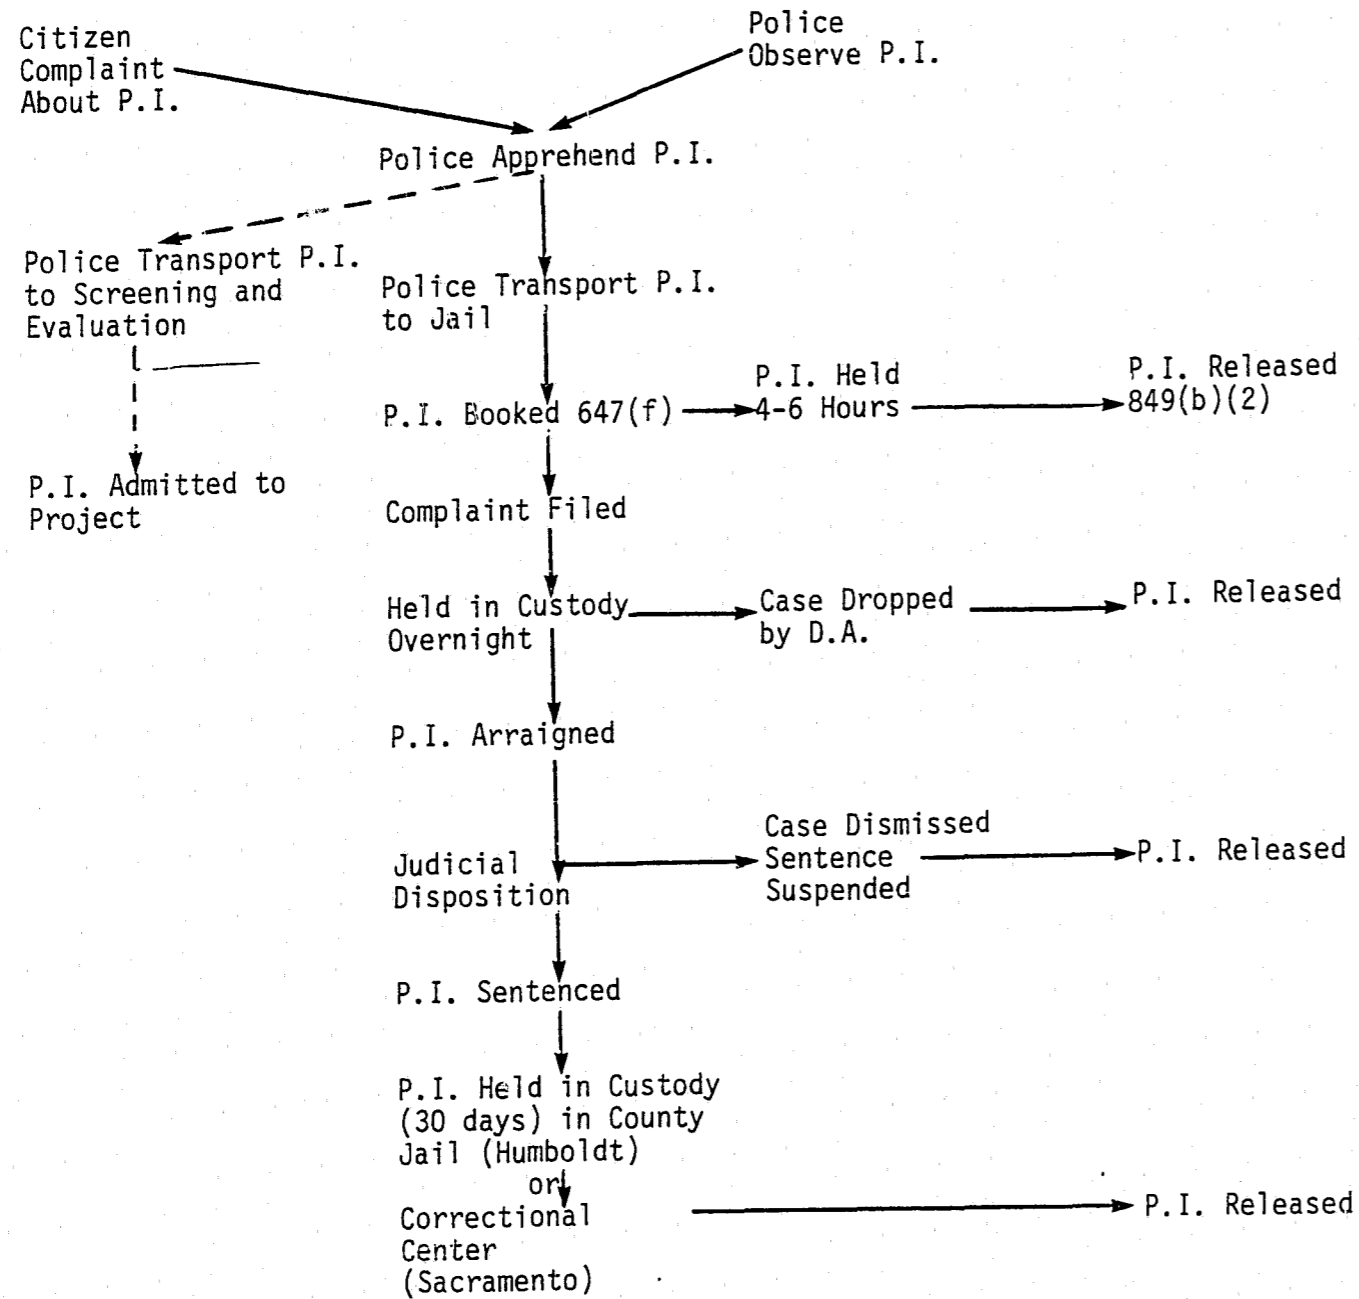 Citizen
Complaint
About P.I.
Police
Observe P.I.
Police Apprehend P.I.
Police Transport P.I.
to Screening and
Evaluation
Police Transport P.I.
to Jail
P.I. Booked 647(f)
P.I. Held
4-6 Hours
P.I. Released
849(b)(2)
P.I. Admitted to
Project
Complaint Filed
Held in Custody
Overnight
Case Dropped
by D.A.
P.I. Released
P.I. Arraigned
Judicial
Disposition
Case Dismissed
Sentence
Suspended
P.I. Released
P.I. Sentenced
P.I. Held in Custody
(30 days) in County
Jail (Humboldt)
or
Correctional
Center
(Sacramento)
P.I. Released